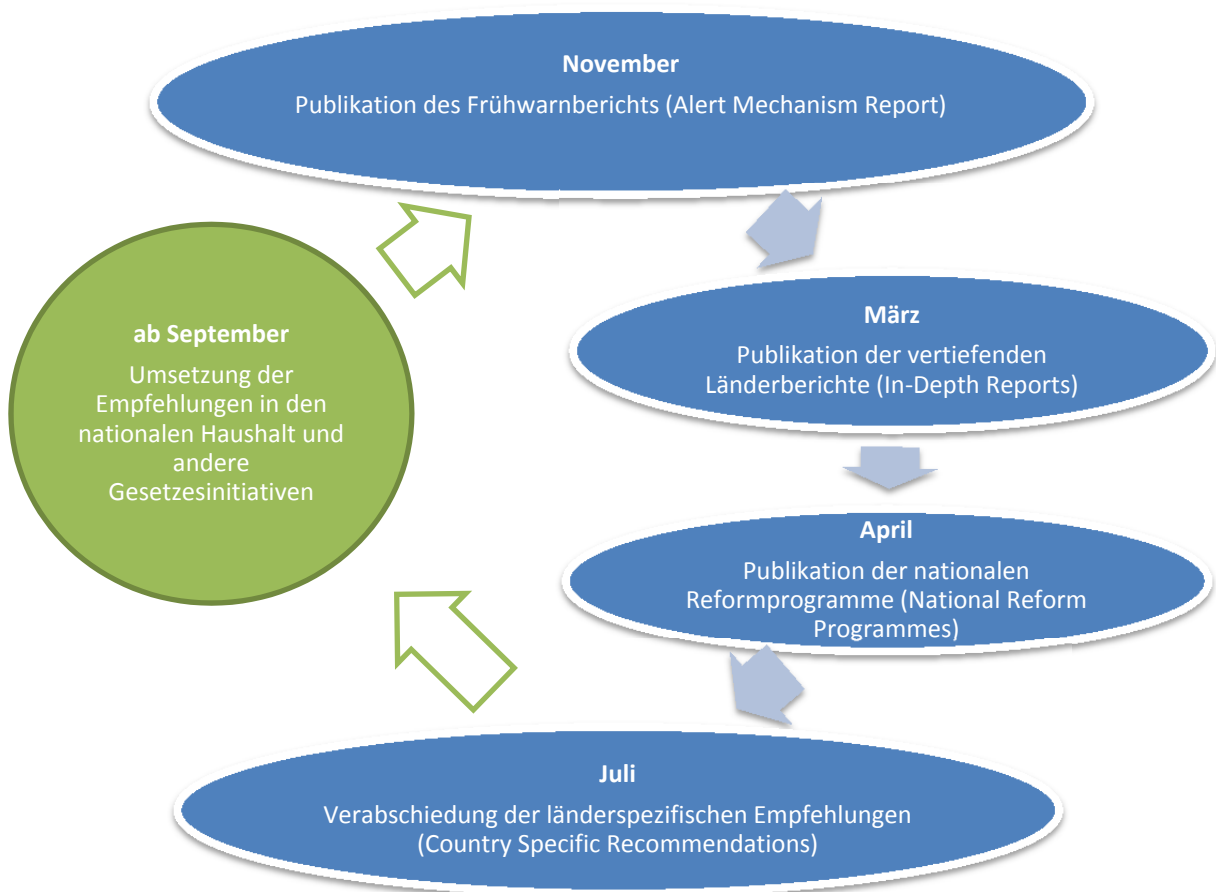 November
Publikation des Frühwarnberichts (Alert Mechanism Report)
März
Publikation der vertiefenden
Länderberichte (In-Depth Reports)
April
Publikation der nationalen
Reformprogramme (National Reform
Programmes)
Juli
Verabschiedung der länderspezifischen Empfehlungen
(Country Specific Recommendations)
ab September
Umsetzung der
Empfehlungen in den
nationalen Haushalt und
andere
Gesetzesinitiativen